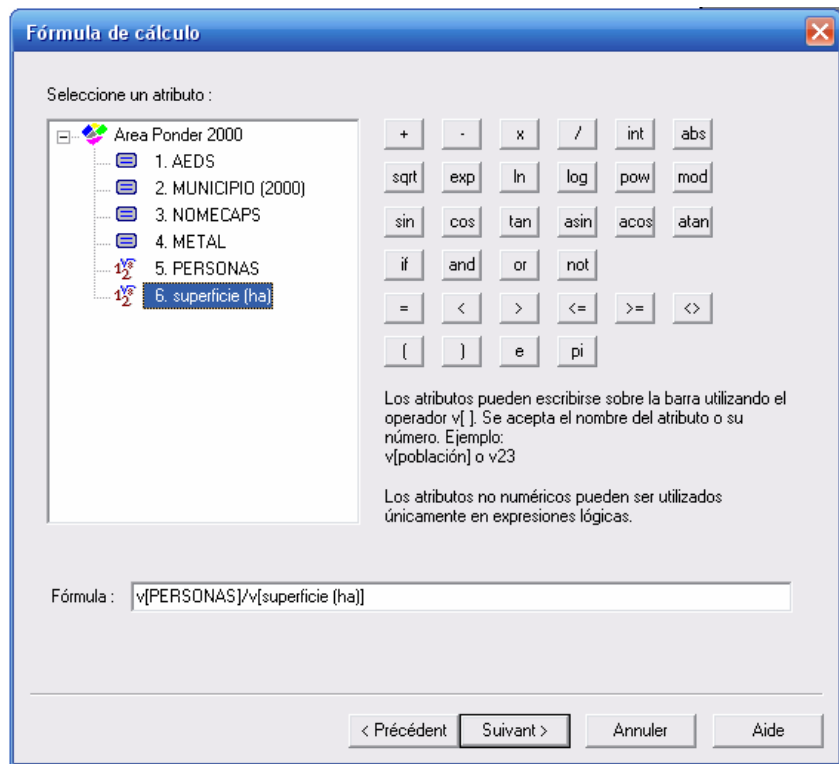 Fórmula de cálculo
Seleccione un atributo :
Area Ponder 2000
1. AEDS
2. MUNICIPIO (2000)
3. NOMECAPS
4. METAL
5. PERSONAS
6. superficie (ha)
+ - x / int abs
sqrt exp ln log pow mod
sin cos tan asin acos atan
if and or not
= < > <= >= <>
( ) e pi
Los atributos pueden escribirse sobre la barra utilizando el
operador v[ ]. Se acepta el nombre del atributo o su
número. Ejemplo:
v[población] o v23
Los atributos no numéricos pueden ser utilizados
únicamente en expresiones lógicas.
Fórmula : v[PERSONAS]/v[superficie (ha)]
< Précédent Suivant > Annuler Aide